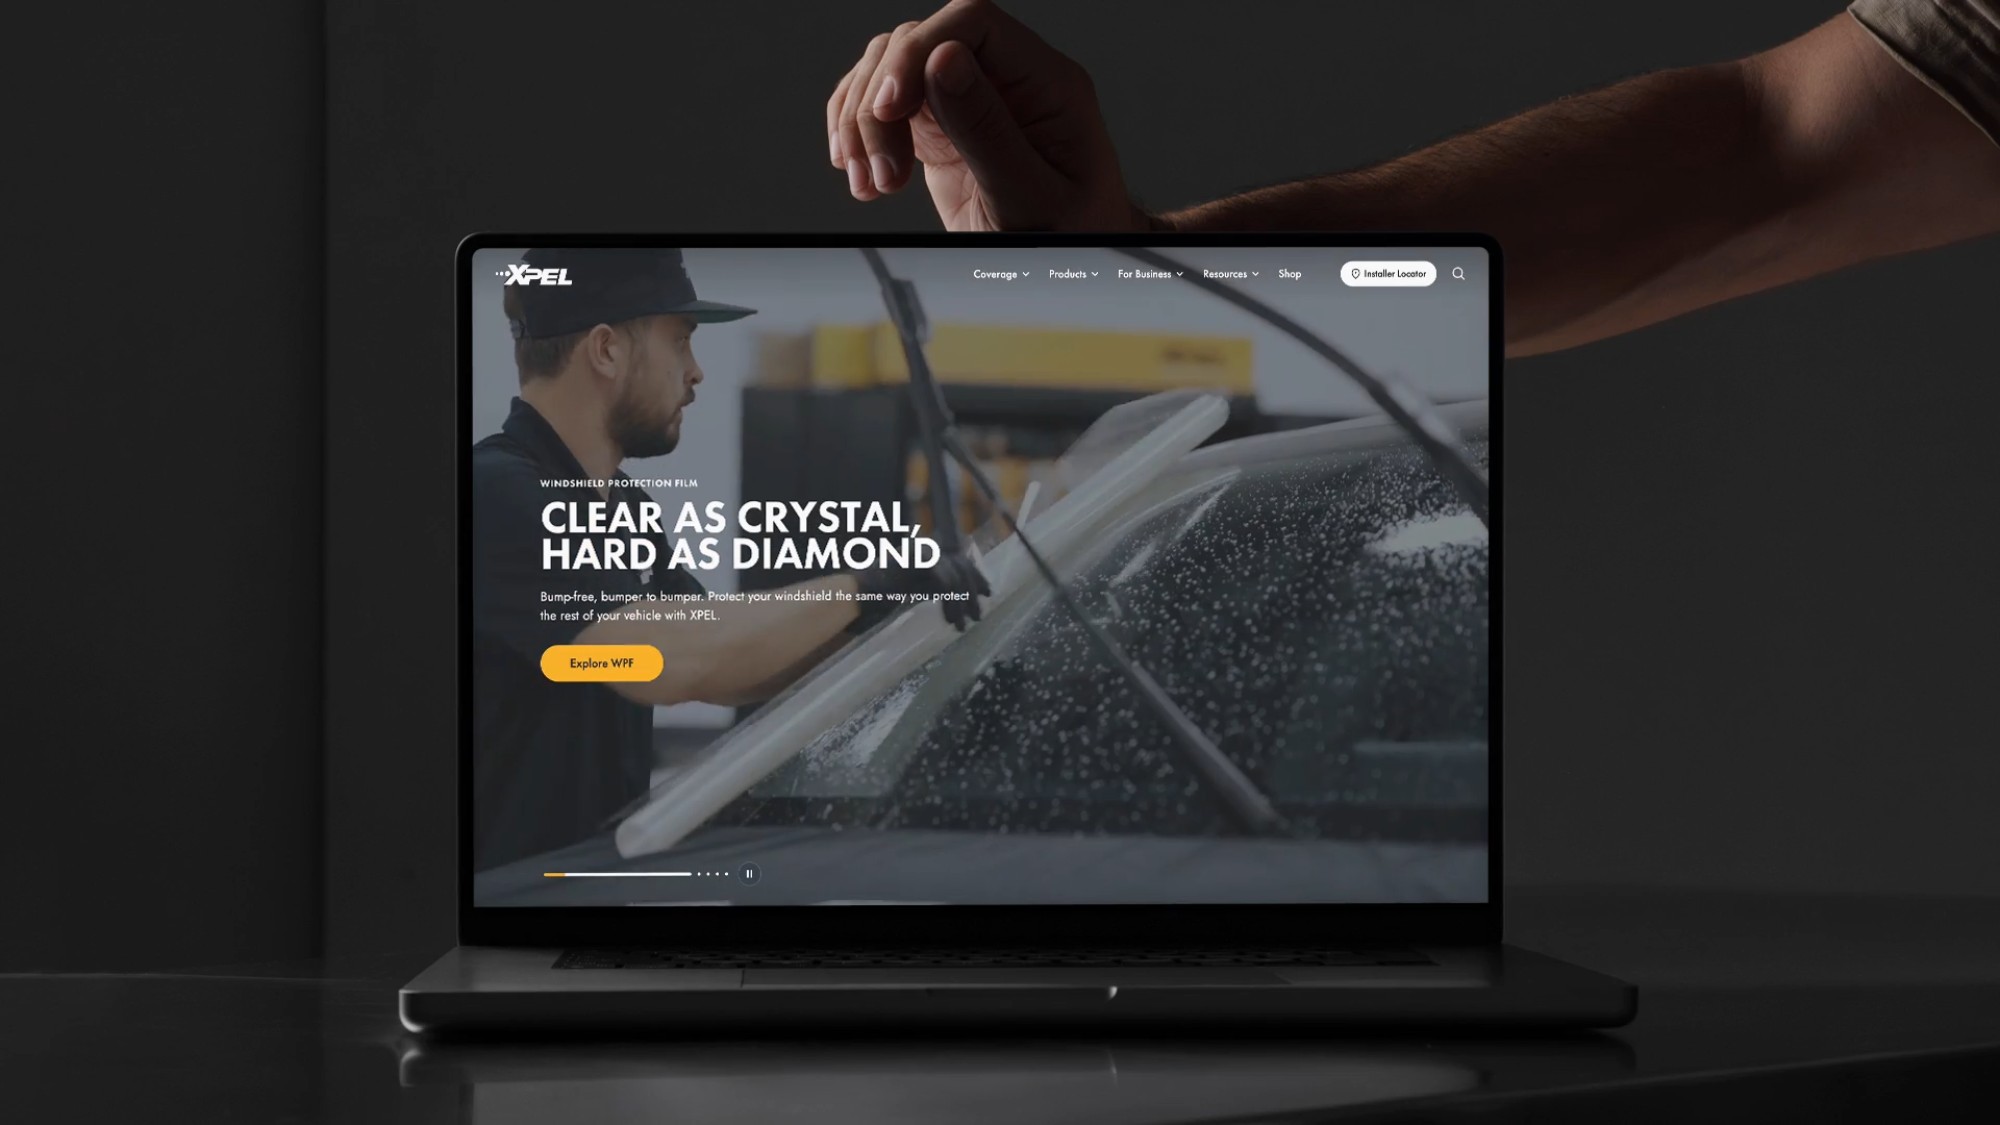 XPEL
Coverage
Products
For Business
Resources
Shop
Installer Locator
WINDSHIELD PROTECTION FILM
CLEAR AS CRYSTAL,
HARD AS DIAMOND
Bump-free, bumper to bumper. Protect your windshield the same way you protect
the rest of your vehicle with XPEL.
Explore WPF